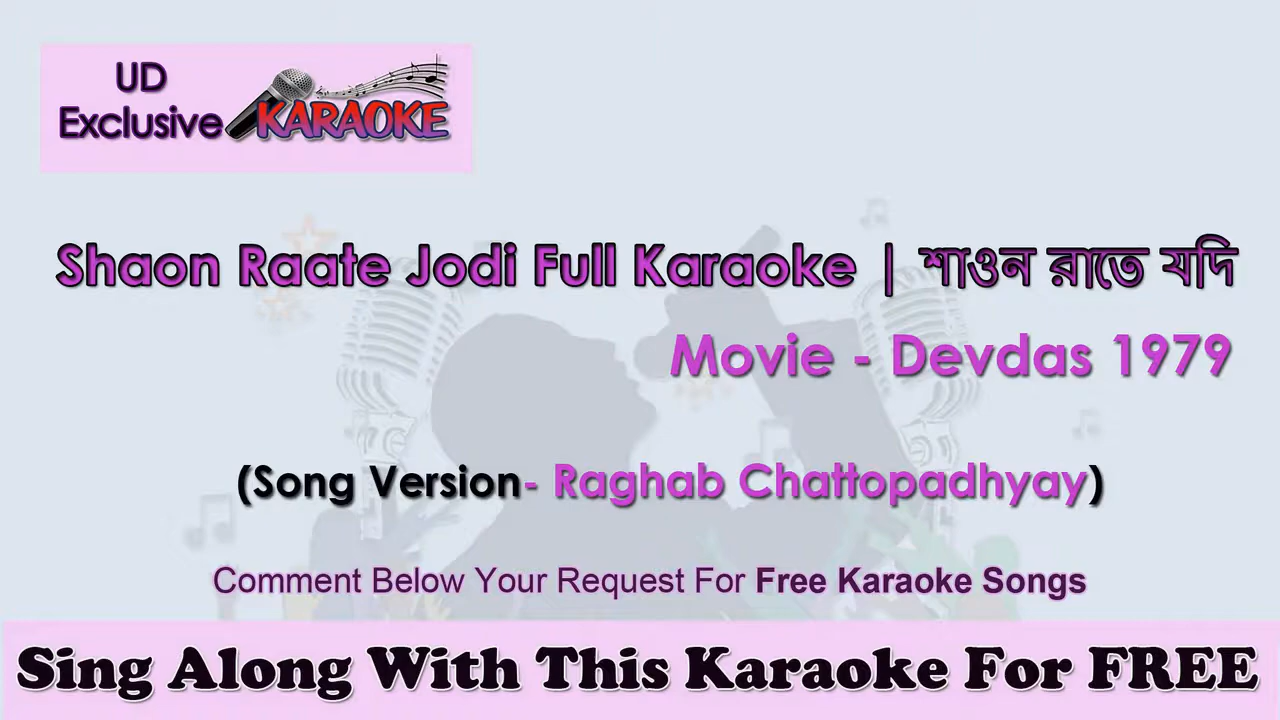 UD
Exclusive KARAOKE
Shaon Raate Jodi Full Karaoke | শাওন রাতে যদি
Movie - Devdas 1979
(Song Version- Raghab Chattopadhyay)
Comment Below Your Request For Free Karaoke Songs
Sing Along With This Karaoke For FREE